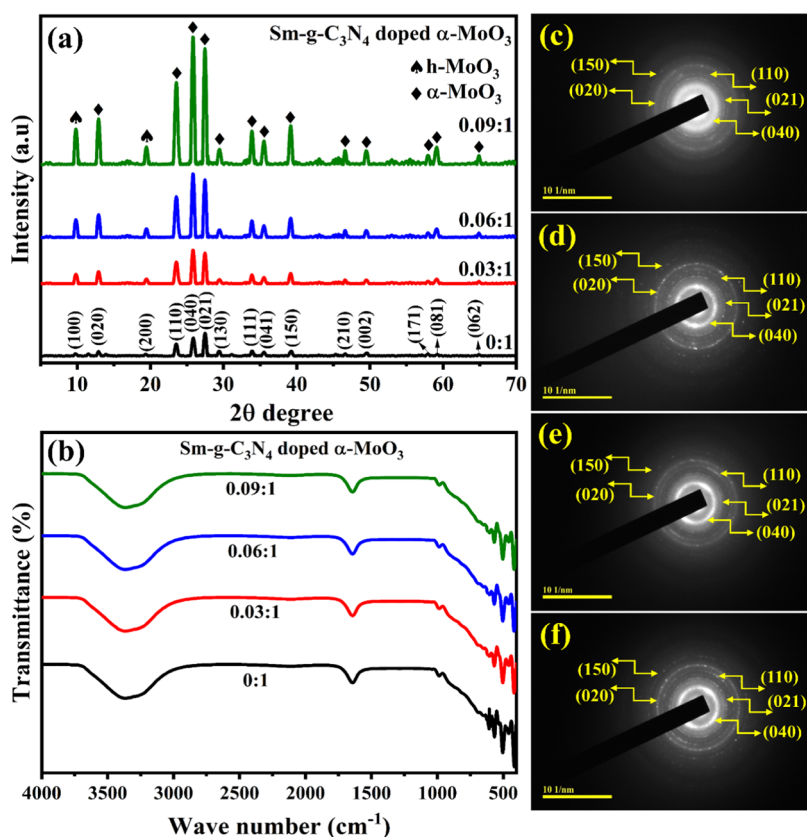 (a)
Sm-g-C₃N₄ doped α-MoO₃
♠ h-MoO₃
♦ α-MoO₃
0.09:1
0.06:1
0.03:1
0:1
(100)
(020)
(200)
(110)
(040)
(021)
(130)
(111)
(041)
(150)
(210)
(002)
(171)
(081)
(062)
Intensity (a.u)
10 20 30 40 50 60 70
2θ degree
(b)
Sm-g-C₃N₄ doped α-MoO₃
0.09:1
0.06:1
0.03:1
0:1
Transmittance (%)
4000 3500 3000 2500 2000 1500 1000 500
Wave number (cm⁻¹)
(c)
(150)
(020)
(110)
(021)
(040)
10 1/nm
(d)
(150)
(020)
(110)
(021)
(040)
10 1/nm
(e)
(150)
(020)
(110)
(021)
(040)
10 1/nm
(f)
(150)
(020)
(110)
(021)
(040)
10 1/nm